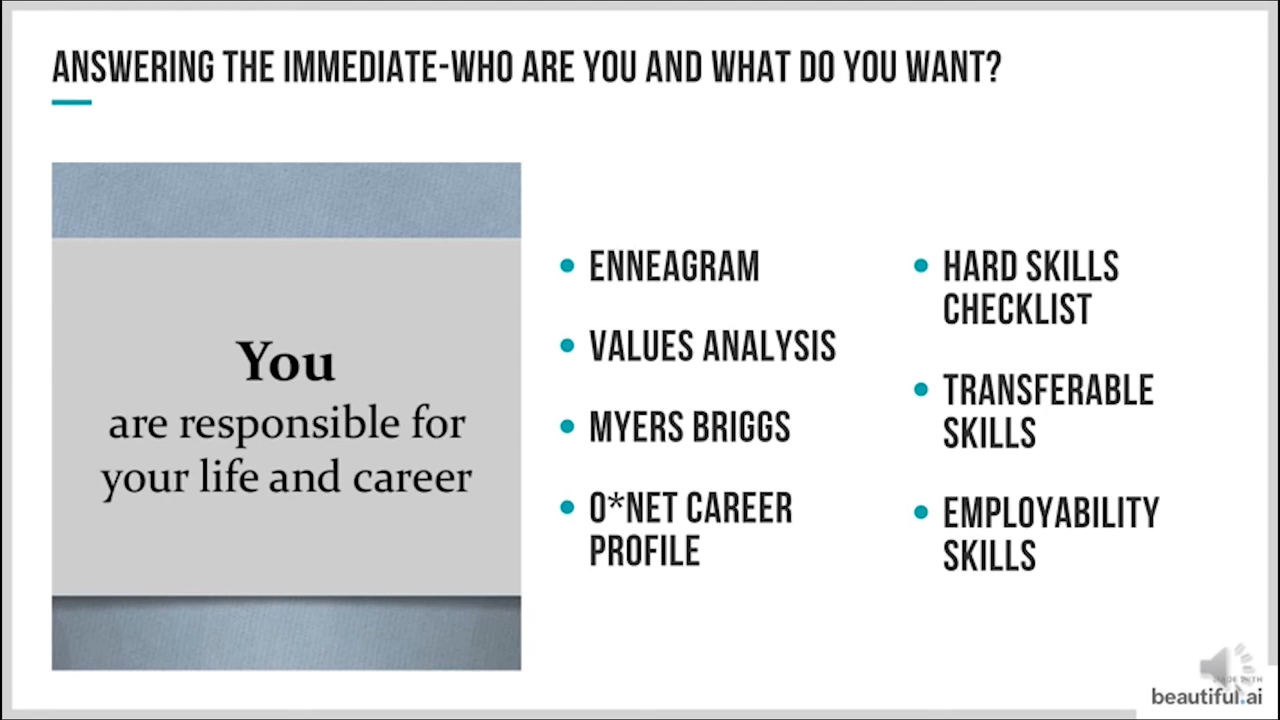 ANSWERING THE IMMEDIATE-WHO ARE YOU AND WHAT DO YOU WANT?
You
are responsible for
your life and career
ENNEAGRAM
VALUES ANALYSIS
MYERS BRIGGS
O*NET CAREER
PROFILE
HARD SKILLS
CHECKLIST
TRANSFERABLE
SKILLS
EMPLOYABILITY
SKILLS
WITH
beautiful.ai